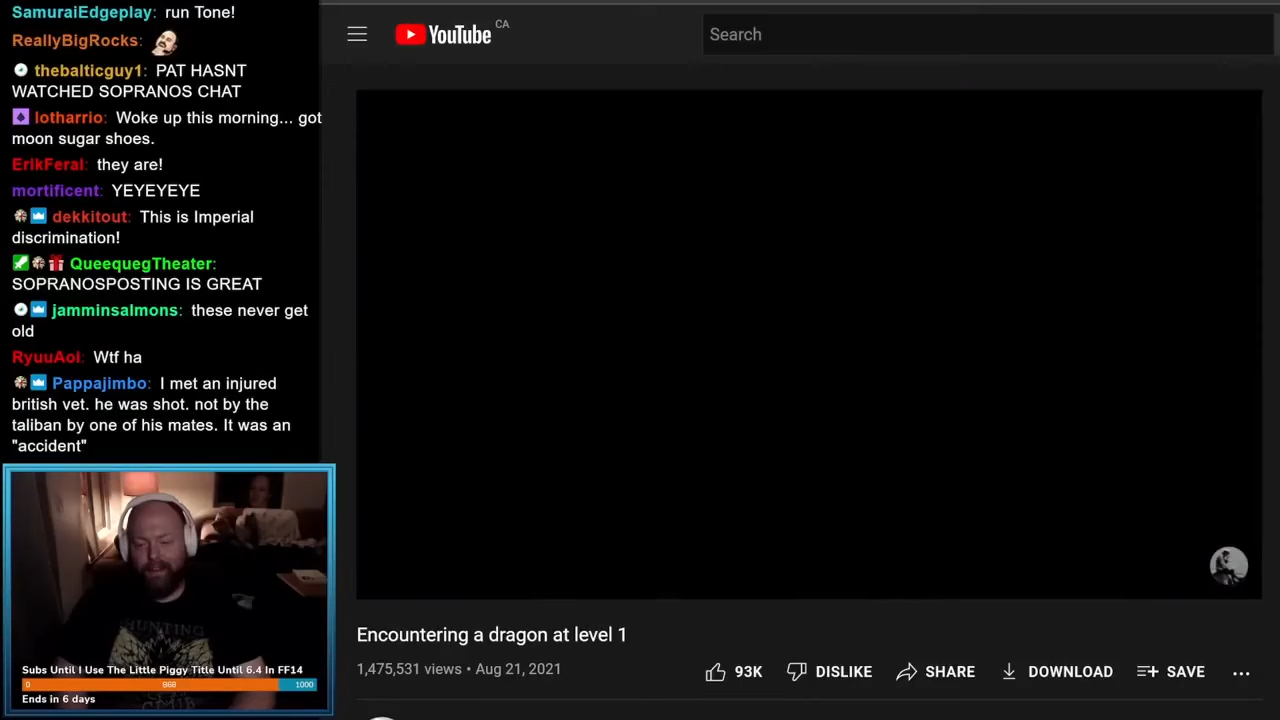 SamuraiEdgeplay: run Tone!
ReallyBigRocks:
thebalticguy1: PAT HASNT
WATCHED SOPRANOS CHAT
lotharrio: Woke up this morning... got
moon sugar shoes.
ErikFeral: they are!
mortificent: YEYEYEYE
dekkitout: This is Imperial
discrimination!
QueequegTheater:
SOPRANOSPOSTING IS GREAT
jamminsalmons: these never get
old
RyuuAoI: Wtf ha
Pappajimbo: I met an injured
british vet. he was shot. not by the
taliban by one of his mates. It was an
"accident"
HUNTING
CLUB
Subs Until I Use The Little Piggy Title Until 6.4 In FF14
0 868 1000
Ends in 6 days
YouTube CA
Search
Encountering a dragon at level 1
1,475,531 views • Aug 21, 2021
93K DISLIKE SHARE DOWNLOAD SAVE ...